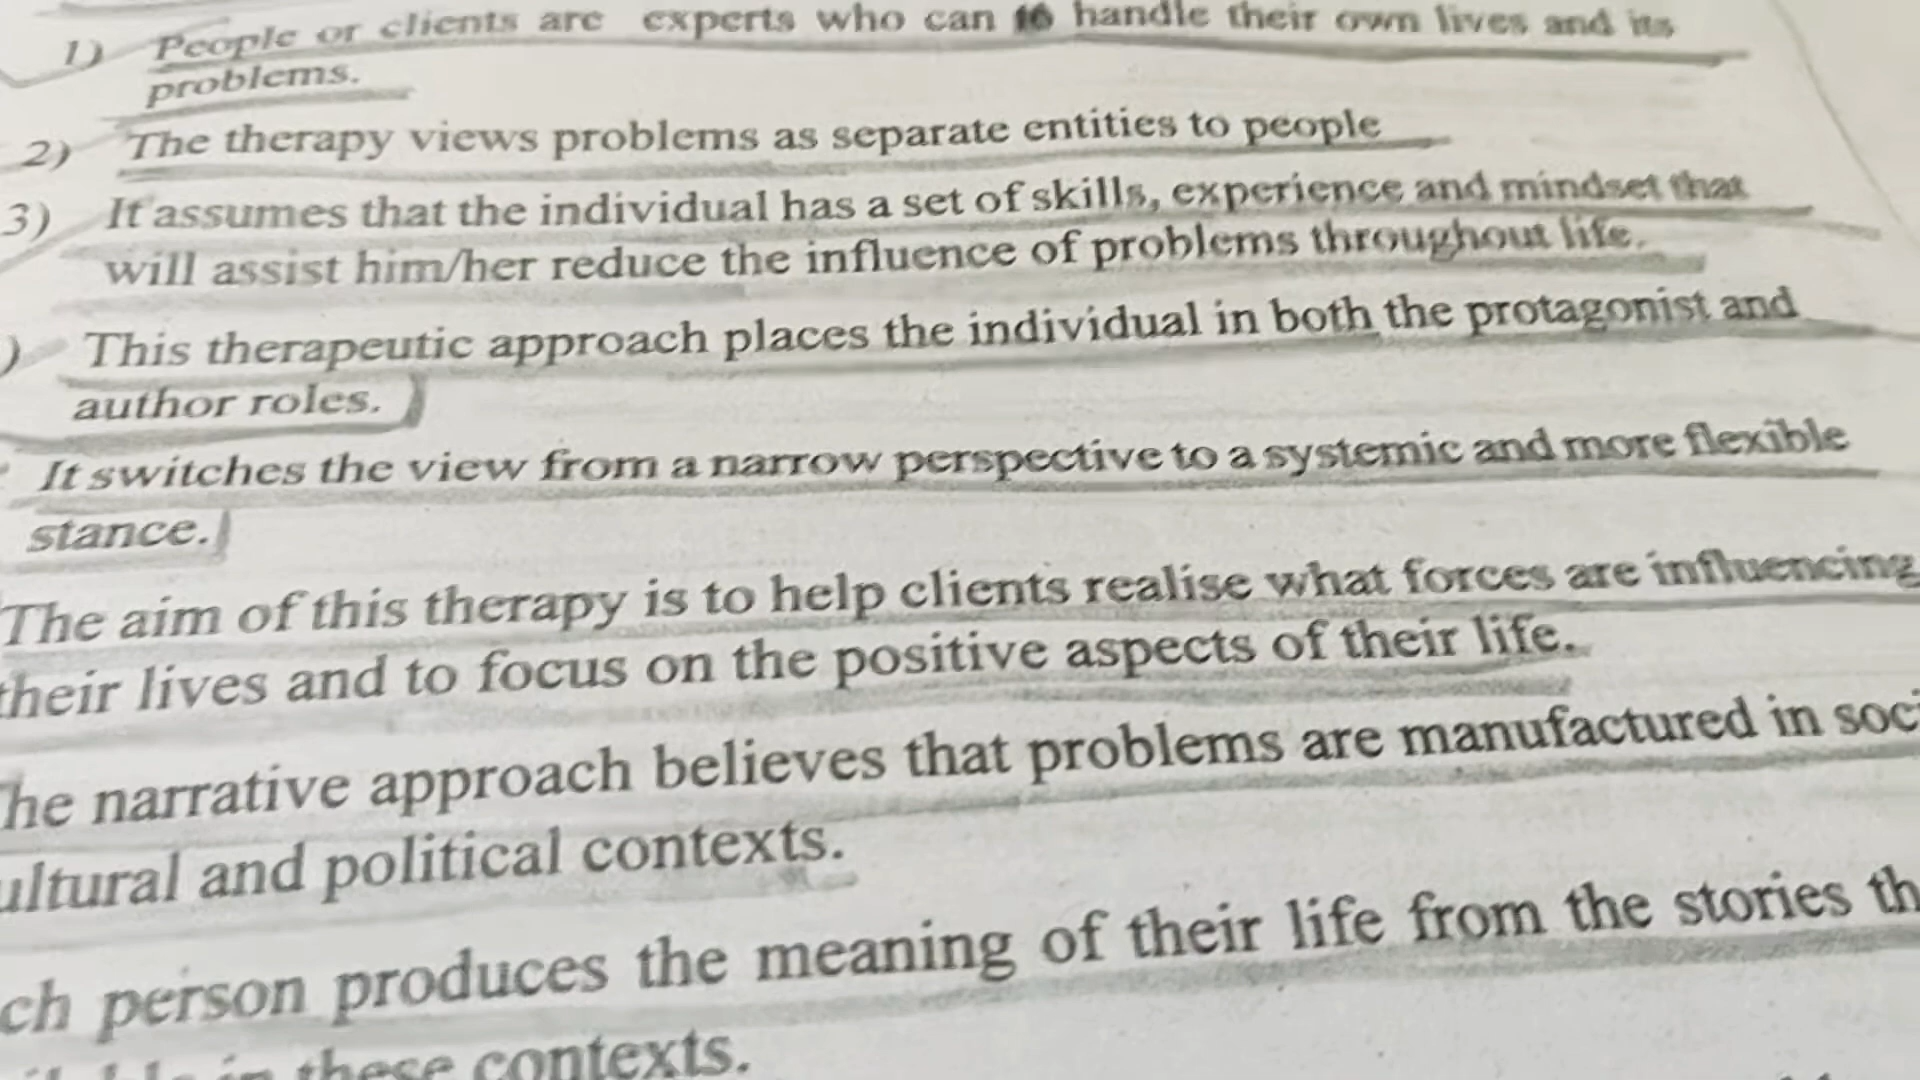 1) People or clients are experts who can to handle their own lives and its
problems.
2) The therapy views problems as separate entities to people
3) It assumes that the individual has a set of skills, experience and mindset that
will assist him/her reduce the influence of problems throughout life.
) This therapeutic approach places the individual in both the protagonist and
author roles.
It switches the view from a narrow perspective to a systemic and more flexible
stance.
The aim of this therapy is to help clients realise what forces are influencing
their lives and to focus on the positive aspects of their life.
he narrative approach believes that problems are manufactured in soci
ultural and political contexts.
ch person produces the meaning of their life from the stories th
in these contexts.